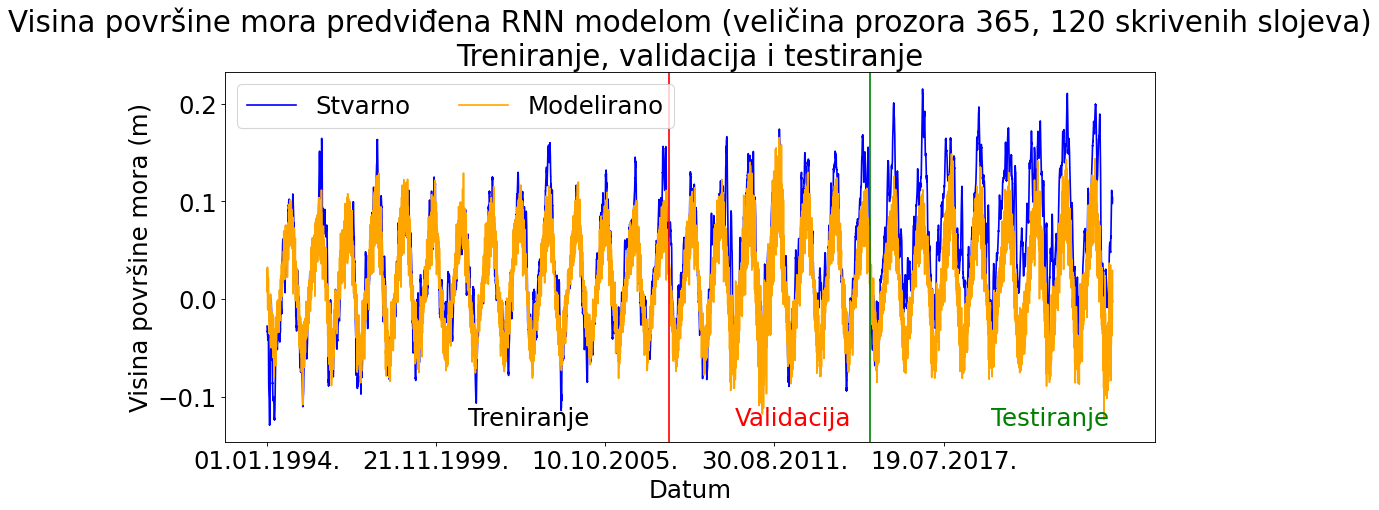 Visina površine mora predviđena RNN modelom (veličina prozora 365, 120 skrivenih slojeva)
Treniranje, validacija i testiranje
Stvarno
Modelirano
Visina površine mora (m)
0.2
0.1
0.0
−0.1
Treniranje
Validacija
Testiranje
01.01.1994.
21.11.1999.
10.10.2005.
30.08.2011.
19.07.2017.
Datum